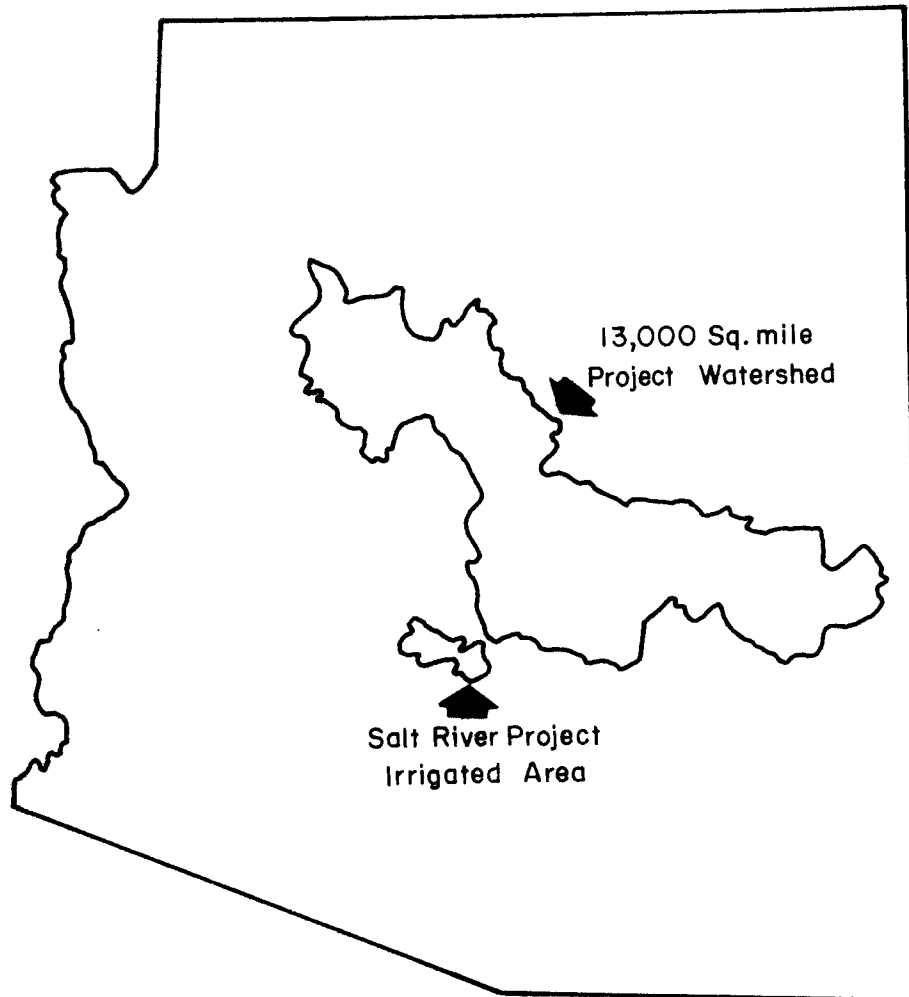 13,000 Sq. mile
Project Watershed
Salt River Project
Irrigated Area